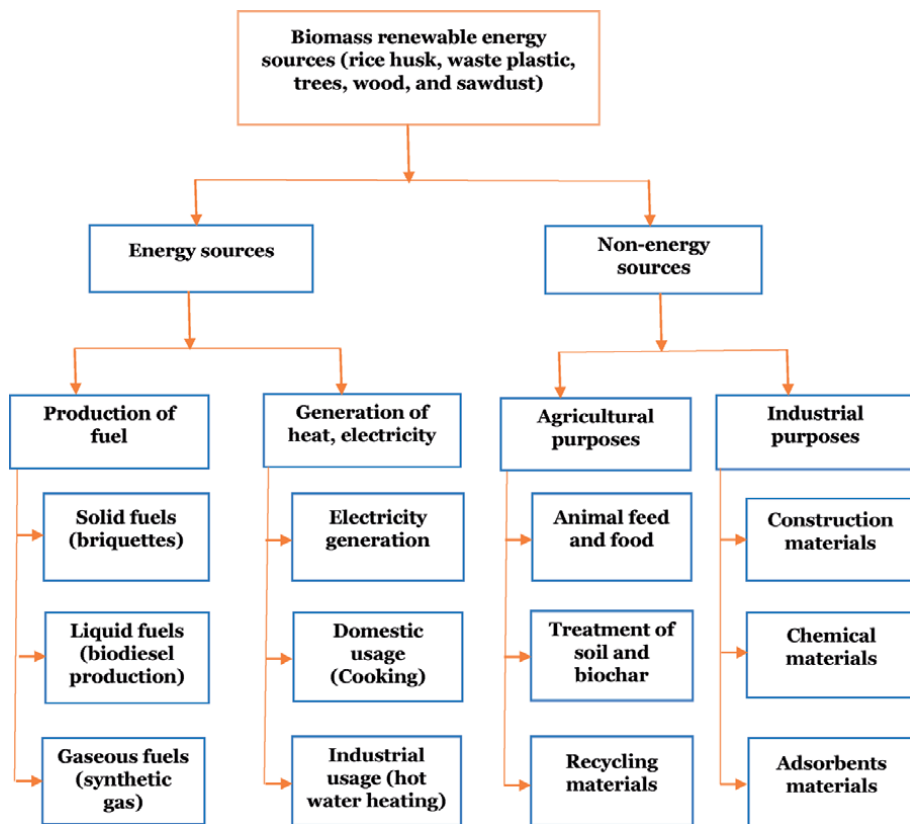 Biomass renewable energy
sources (rice husk, waste plastic,
trees, wood, and sawdust)
Energy sources
Non-energy
sources
Production of
fuel
Generation of
heat, electricity
Agricultural
purposes
Industrial
purposes
Solid fuels
(briquettes)
Electricity
generation
Animal feed
and food
Construction
materials
Liquid fuels
(biodiesel
production)
Domestic
usage
(Cooking)
Treatment of
soil and
biochar
Chemical
materials
Gaseous fuels
(synthetic
gas)
Industrial
usage (hot
water heating)
Recycling
materials
Adsorbents
materials